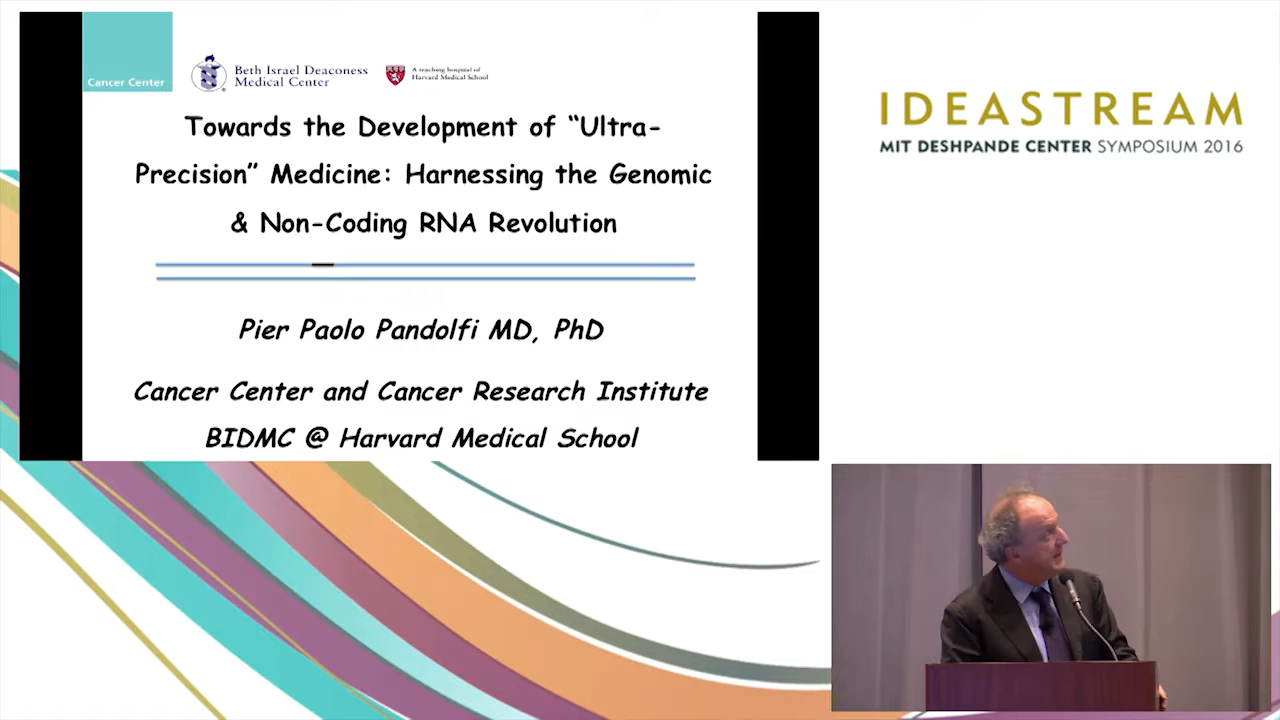 Cancer Center
Beth Israel Deaconess
Medical Center
A teaching hospital of
Harvard Medical School
Towards the Development of “Ultra-
Precision” Medicine: Harnessing the Genomic
& Non-Coding RNA Revolution
Pier Paolo Pandolfi MD, PhD
Cancer Center and Cancer Research Institute
BIDMC @ Harvard Medical School
IDEASTREAM
MIT DESHPANDE CENTER SYMPOSIUM 2016